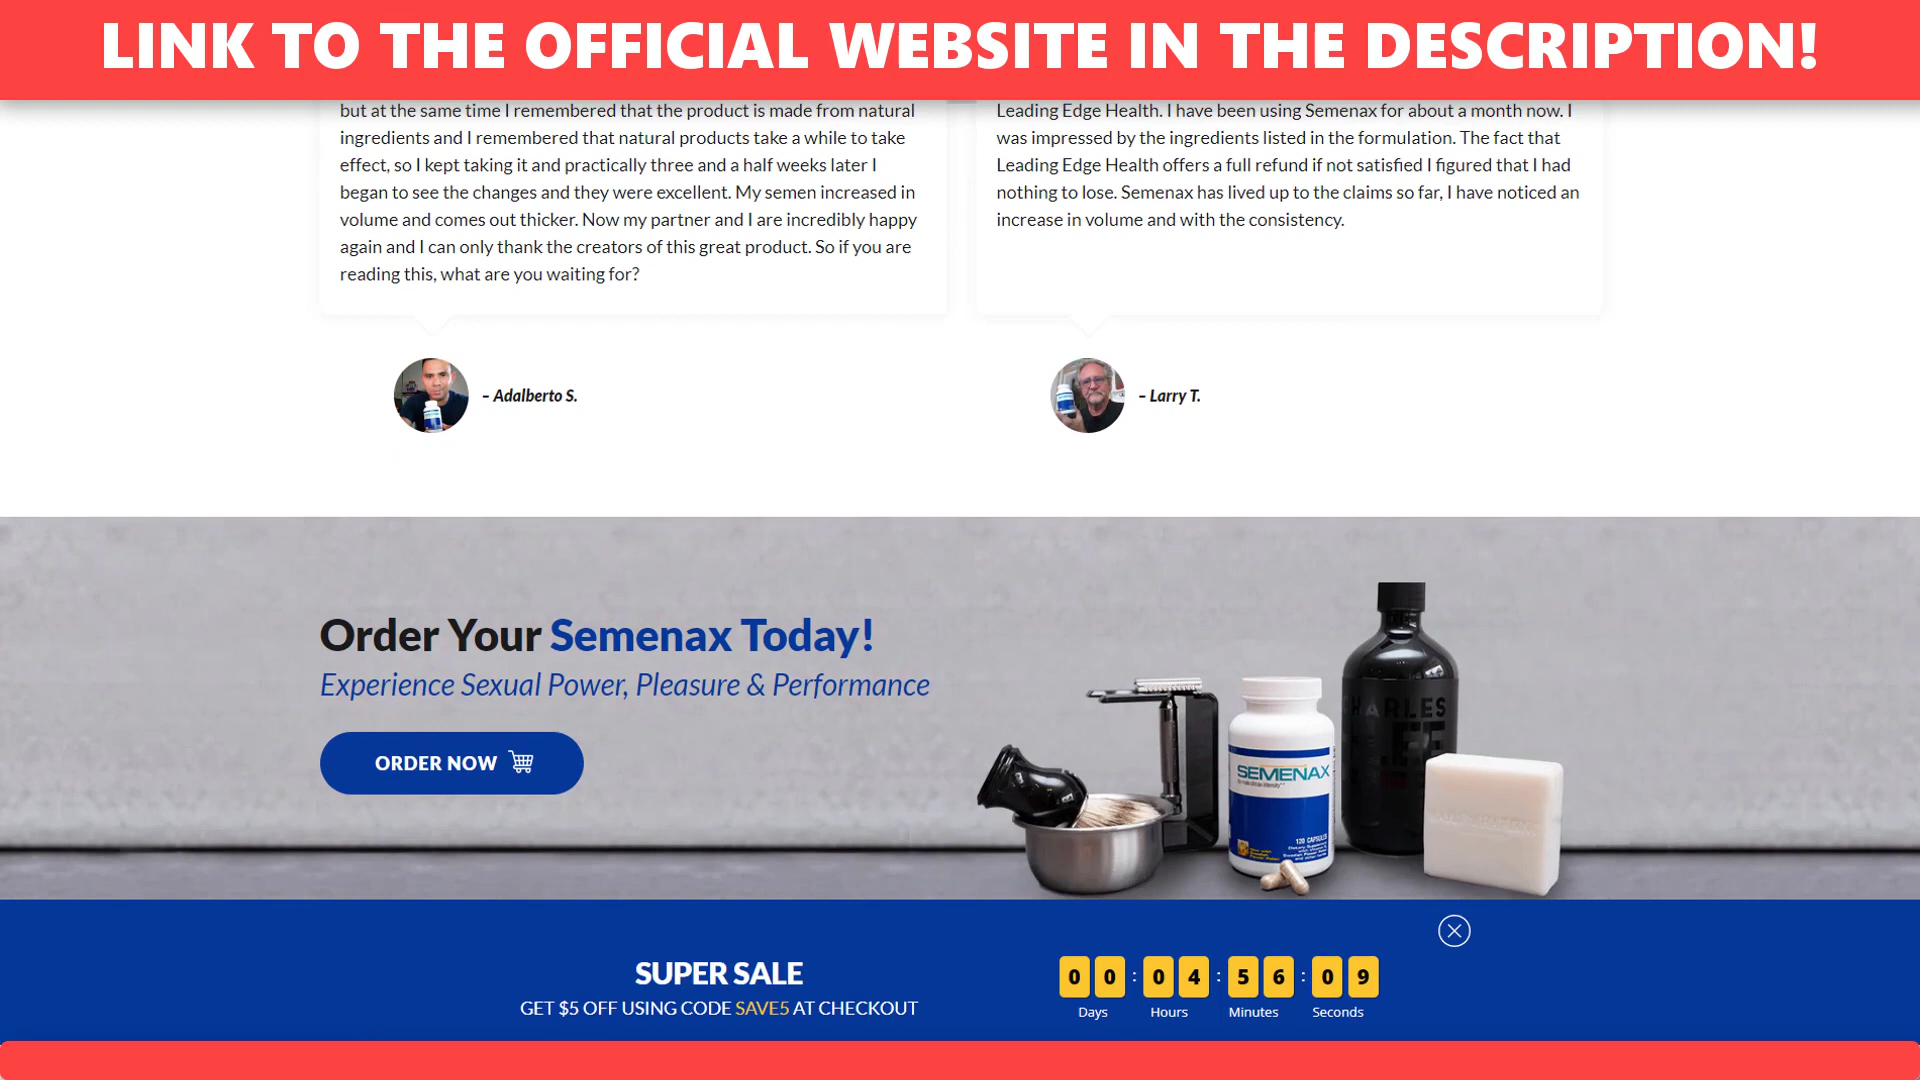 LINK TO THE OFFICIAL WEBSITE IN THE DESCRIPTION!
but at the same time I remembered that the product is made from natural
ingredients and I remembered that natural products take a while to take
effect, so I kept taking it and practically three and a half weeks later I
began to see the changes and they were excellent. My semen increased in
volume and comes out thicker. Now my partner and I are incredibly happy
again and I can only thank the creators of this great product. So if you are
reading this, what are you waiting for?
– Adalberto S.
Leading Edge Health. I have been using Semenax for about a month now. I
was impressed by the ingredients listed in the formulation. The fact that
Leading Edge Health offers a full refund if not satisfied I figured that I had
nothing to lose. Semenax has lived up to the claims so far, I have noticed an
increase in volume and with the consistency.
– Larry T.
Order Your Semenax Today!
Experience Sexual Power, Pleasure & Performance
ORDER NOW
SEMENAX
120 CAPSULES
SUPER SALE
GET $5 OFF USING CODE SAVE5 AT CHECKOUT
00 : 04 : 56 : 09
Days Hours Minutes Seconds